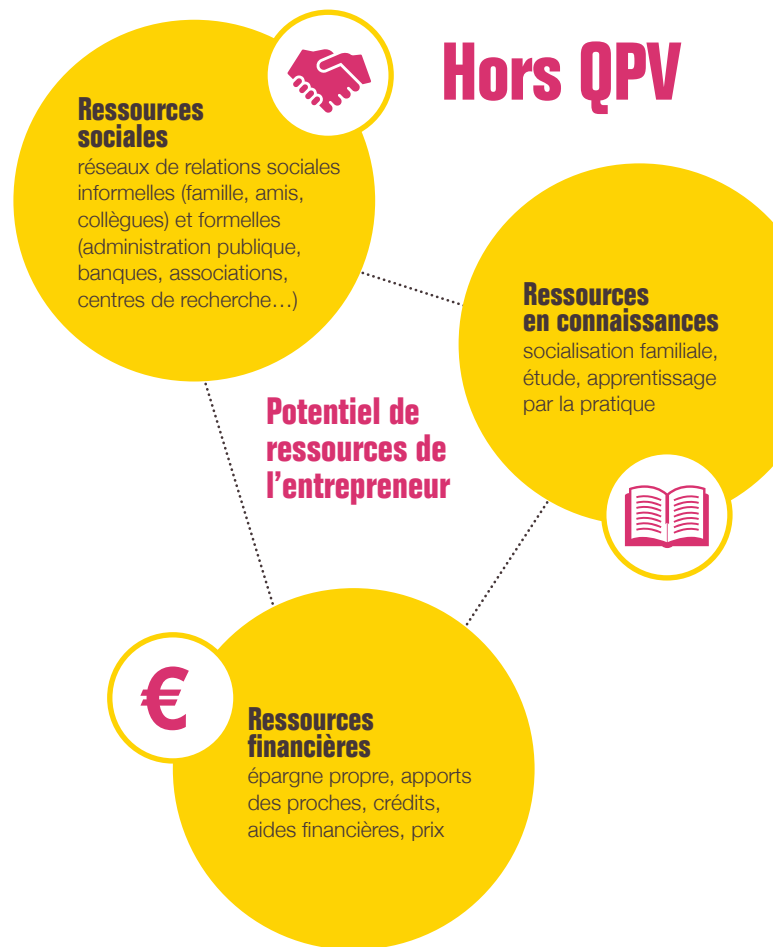 Hors QPV
Ressources
sociales
réseaux de relations sociales
informelles (famille, amis,
collègues) et formelles
(administration publique,
banques, associations,
centres de recherche…)
Ressources
en connaissances
socialisation familiale,
étude, apprentissage
par la pratique
Potentiel de
ressources de
l’entrepreneur
€
Ressources
financières
épargne propre, apports
des proches, crédits,
aides financières, prix